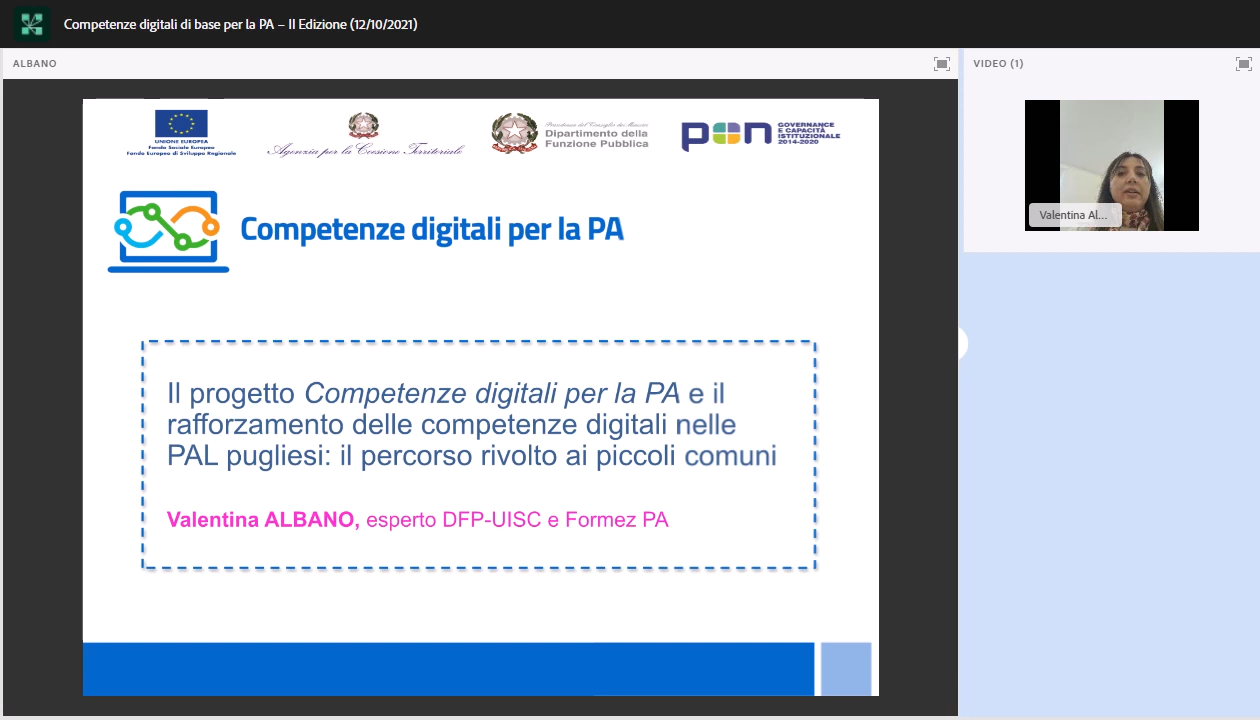 Competenze digitali di base per la PA – II Edizione (12/10/2021)
ALBANO
VIDEO (1)
UNIONE EUROPEA
Fondo Sociale Europeo
Fondo Europeo di Sviluppo Regionale
Agenzia per la Coesione Territoriale
Presidenza del Consiglio dei Ministri
Dipartimento della
Funzione Pubblica
pon
GOVERNANCE
E CAPACITÀ
ISTITUZIONALE
2014-2020
Valentina Al...
Competenze digitali per la PA
Il progetto Competenze digitali per la PA e il
rafforzamento delle competenze digitali nelle
PAL pugliesi: il percorso rivolto ai piccoli comuni
Valentina ALBANO, esperto DFP-UISC e Formez PA